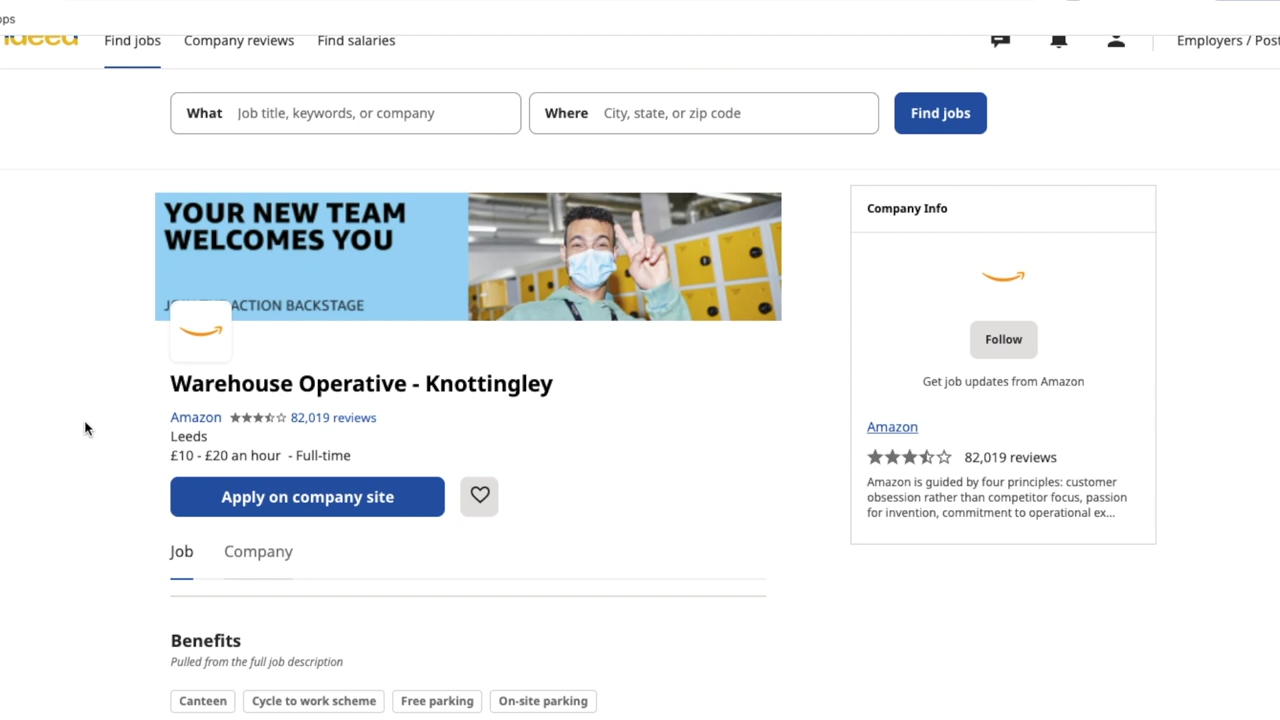 ops
indeed
Find jobs Company reviews Find salaries Employers / Post
What Job title, keywords, or company Where City, state, or zip code Find jobs
YOUR NEW TEAM
WELCOMES YOU
ACTION BACKSTAGE
Warehouse Operative - Knottingley
Amazon 82,019 reviews
Leeds
£10 - £20 an hour - Full-time
Apply on company site
Job Company
Benefits
Pulled from the full job description
Canteen Cycle to work scheme Free parking On-site parking
Company Info
Follow
Get job updates from Amazon
Amazon
82,019 reviews
Amazon is guided by four principles: customer
obsession rather than competitor focus, passion
for invention, commitment to operational ex...